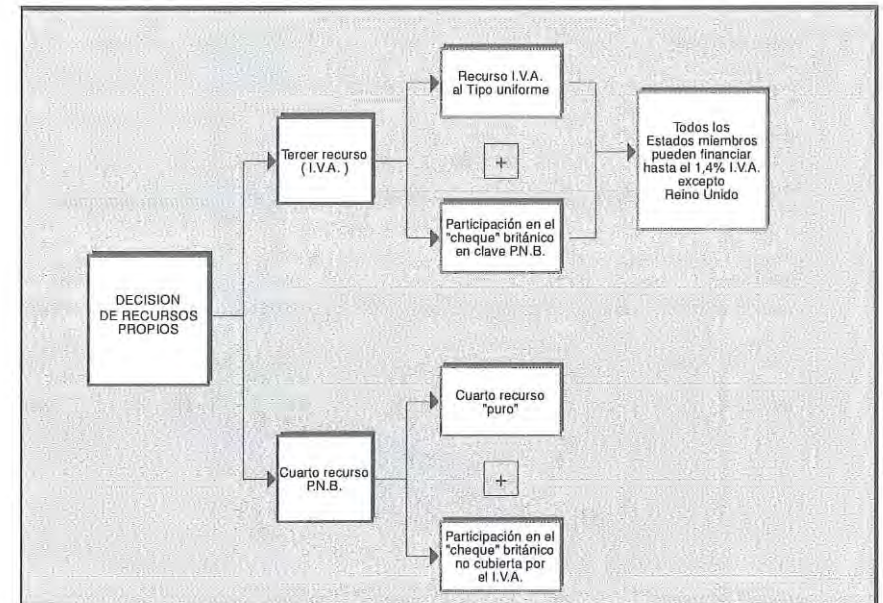 DECISION
DE RECURSOS
PROPIOS
Tercer recurso
( I.V.A. )
Recurso I.V.A.
al Tipo uniforme
+
Participación en el
"cheque" británico
en clave P.N.B.
Todos los
Estados miembros
pueden financiar
hasta el 1,4% I.V.A.
excepto
Reino Unido
Cuarto recurso
P.N.B.
Cuarto recurso
"puro"
+
Participación en el
"cheque" británico
no cubierta por
el I.V.A.